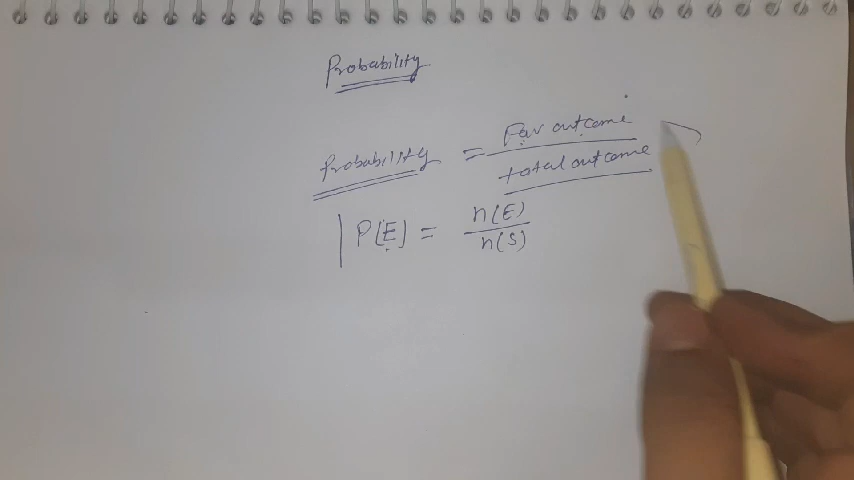 Probability
Probability = Fav outcome / total outcome
P[E] = n(E) / n(S)